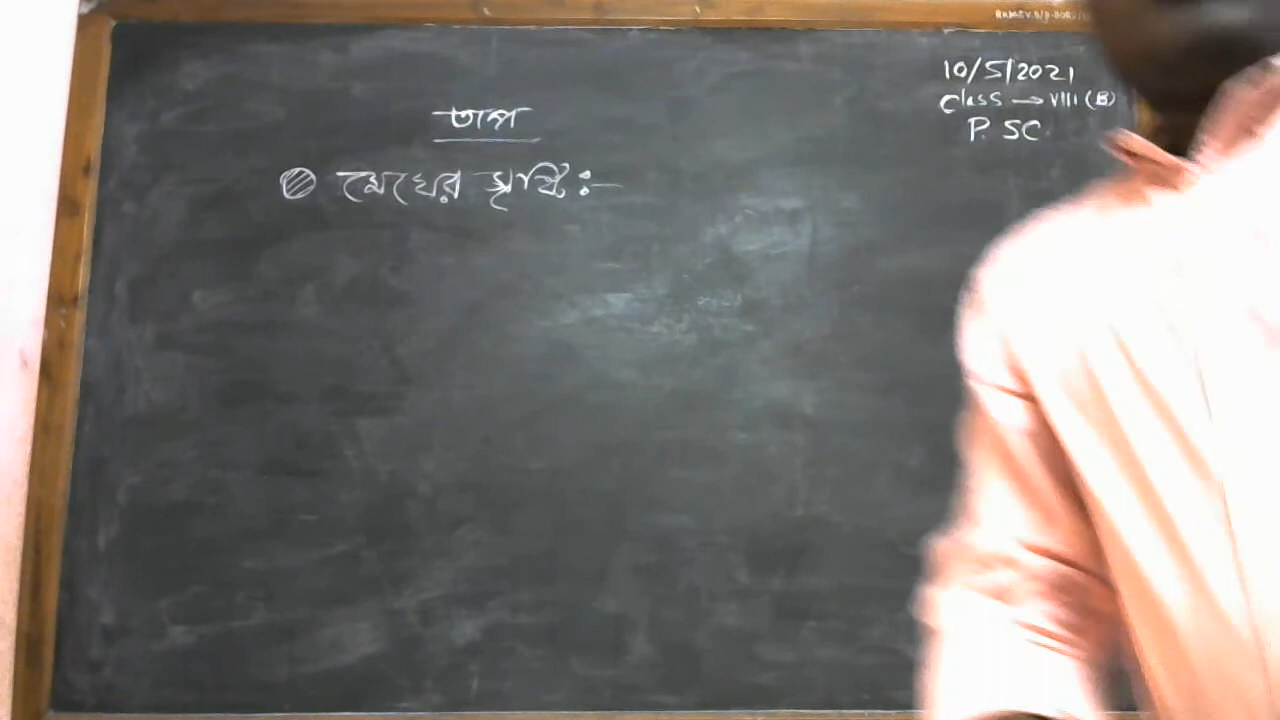 10/5/2021
Class → VIII (B)
P. SC
তাপ
মেঘের সৃষ্টি :-